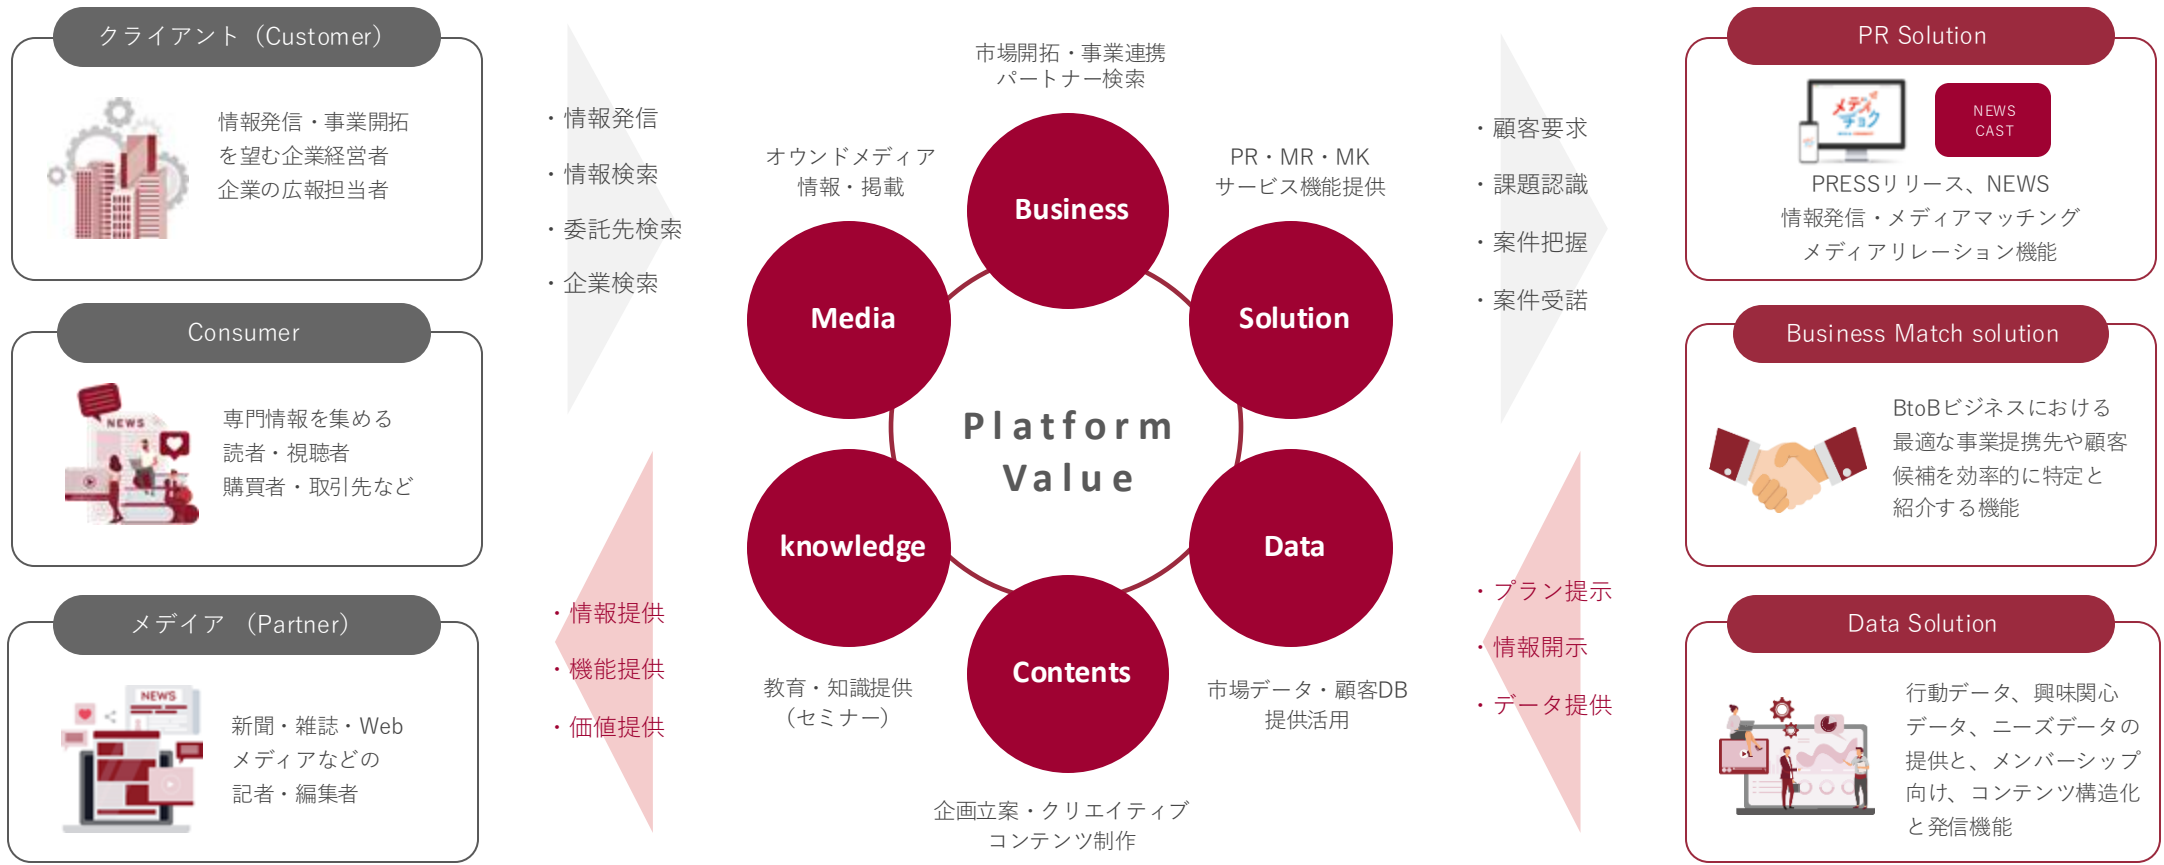 クライアント（Customer）
情報発信・事業開拓
を望む企業経営者
企業の広報担当者
Consumer
NEWS
専門情報を集める
読者・視聴者
購買者・取引先など
メデイア （Partner）
NEWS
新聞・雑誌・Web
メディアなどの
記者・編集者
・情報発信
・情報検索
・委託先検索
・企業検索
・情報提供
・機能提供
・価値提供
市場開拓・事業連携
パートナー検索
Business
オウンドメディア
情報・掲載
Media
PR・MR・MK
サービス機能提供
Solution
Platform
Value
knowledge
教育・知識提供
（セミナー）
Data
市場データ・顧客DB
提供活用
Contents
企画立案・クリエイティブ
コンテンツ制作
・顧客要求
・課題認識
・案件把握
・案件受諾
・プラン提示
・情報開示
・データ提供
PR Solution
メディ
チョク
NEWS
CAST
PRESSリリース、NEWS
情報発信・メディアマッチング
メディアリレーション機能
Business Match solution
BtoBビジネスにおける
最適な事業提携先や顧客
候補を効率的に特定と
紹介する機能
Data Solution
行動データ、興味関心
データ、ニーズデータの
提供と、メンバーシップ
向け、コンテンツ構造化
と発信機能